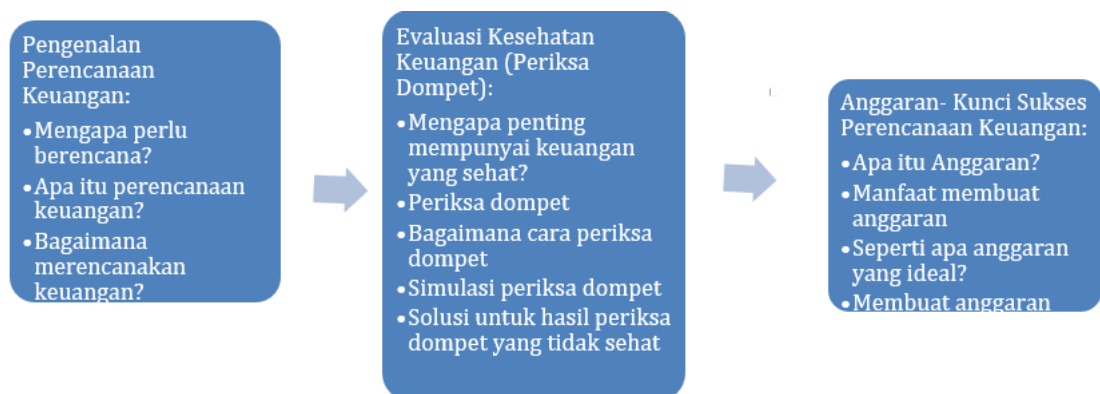 Pengenalan
Perencanaan
Keuangan:
•Mengapa perlu
berencana?
•Apa itu perencanaan
keuangan?
•Bagaimana
merencanakan
keuangan?
Evaluasi Kesehatan
Keuangan (Periksa
Dompet):
•Mengapa penting
mempunyai keuangan
yang sehat?
•Periksa dompet
•Bagaimana cara periksa
dompet
•Simulasi periksa dompet
•Solusi untuk hasil periksa
dompet yang tidak sehat
Anggaran- Kunci Sukses
Perencanaan Keuangan:
•Apa itu Anggaran?
•Manfaat membuat
anggaran
•Seperti apa anggaran
yang ideal?
•Membuat anggaran